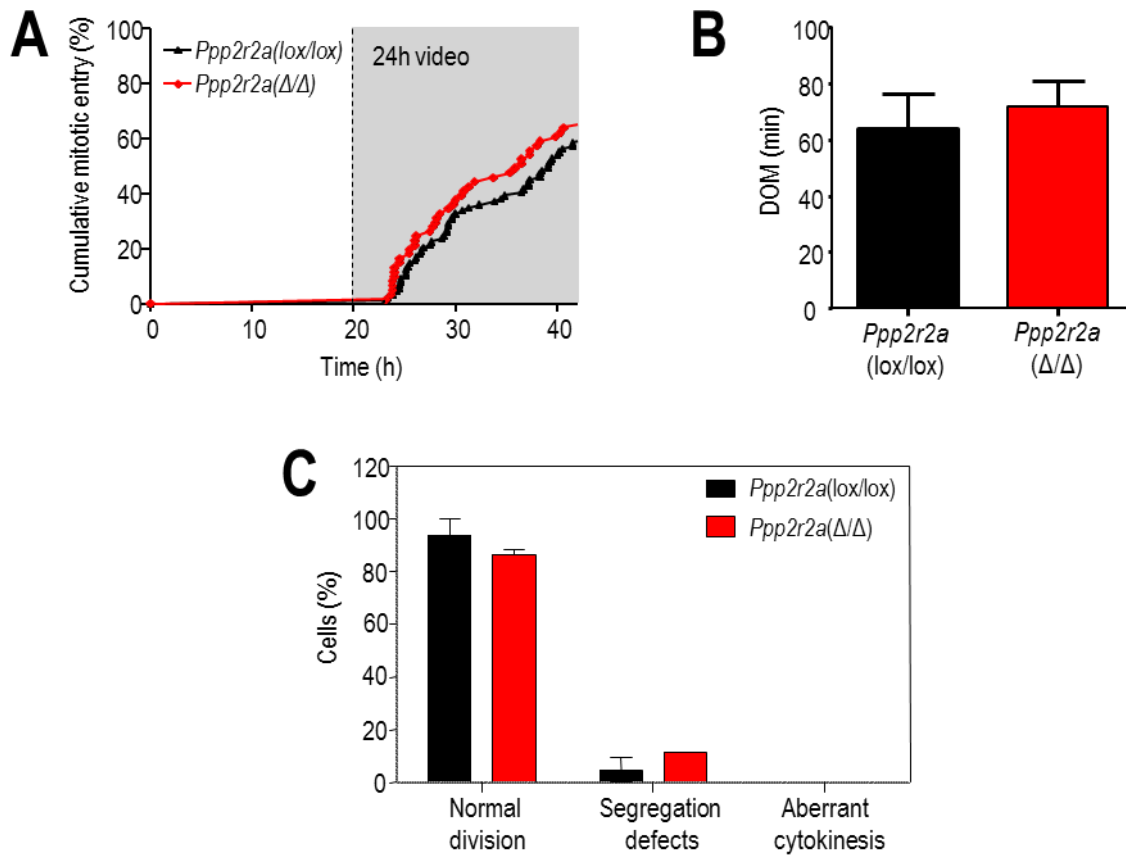 A
Cumulative mitotic entry (%)
100
80
60
40
20
0
Ppp2r2a(lox/lox)
Ppp2r2a(Δ/Δ)
24h video
0 10 20 30 40
Time (h)
B
DOM (min)
100
80
60
40
20
0
Ppp2r2a
(lox/lox)
Ppp2r2a
(Δ/Δ)
C
Cells (%)
120
100
80
60
40
20
0
Ppp2r2a(lox/lox)
Ppp2r2a(Δ/Δ)
Normal
division
Segregation
defects
Aberrant
cytokinesis